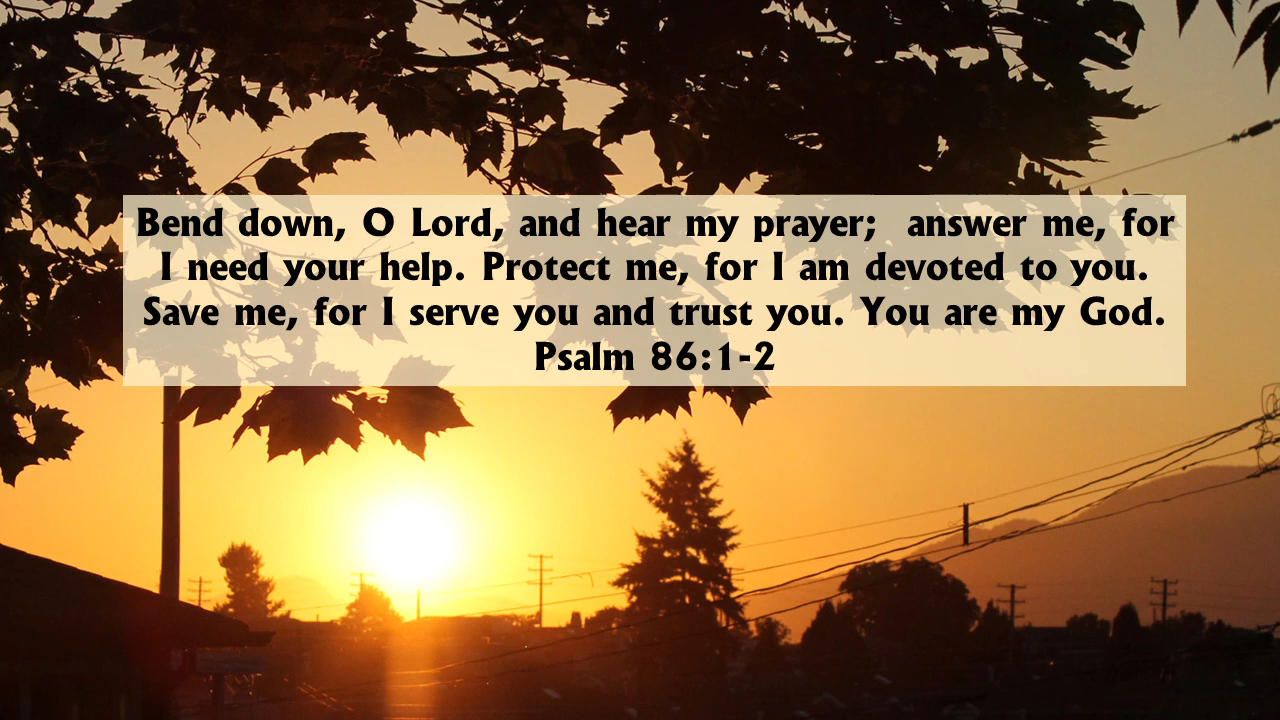 Bend down, O Lord, and hear my prayer;  answer me, for
I need your help. Protect me, for I am devoted to you.
Save me, for I serve you and trust you. You are my God.
Psalm 86:1-2